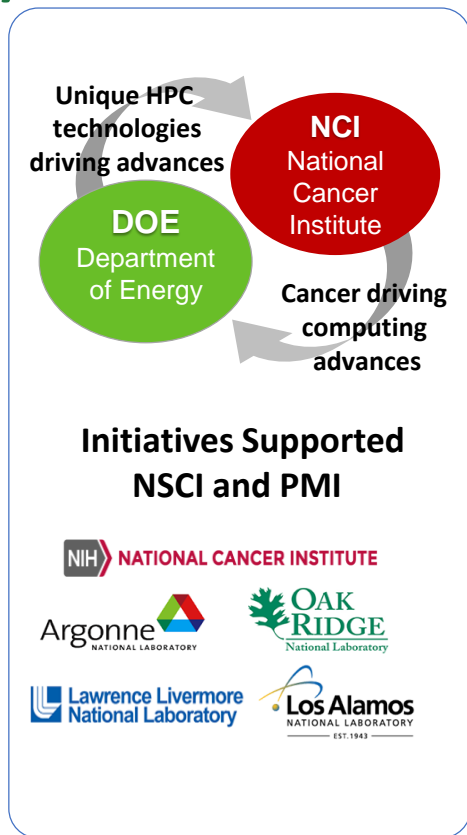 Unique HPC
technologies
driving advances
NCI
National
Cancer
Institute
DOE
Department
of Energy
Cancer driving
computing
advances
Initiatives Supported
NSCI and PMI
NIH NATIONAL CANCER INSTITUTE
Argonne
NATIONAL LABORATORY
OAK
RIDGE
National Laboratory
Lawrence Livermore
National Laboratory
Los Alamos
NATIONAL LABORATORY
EST.1943